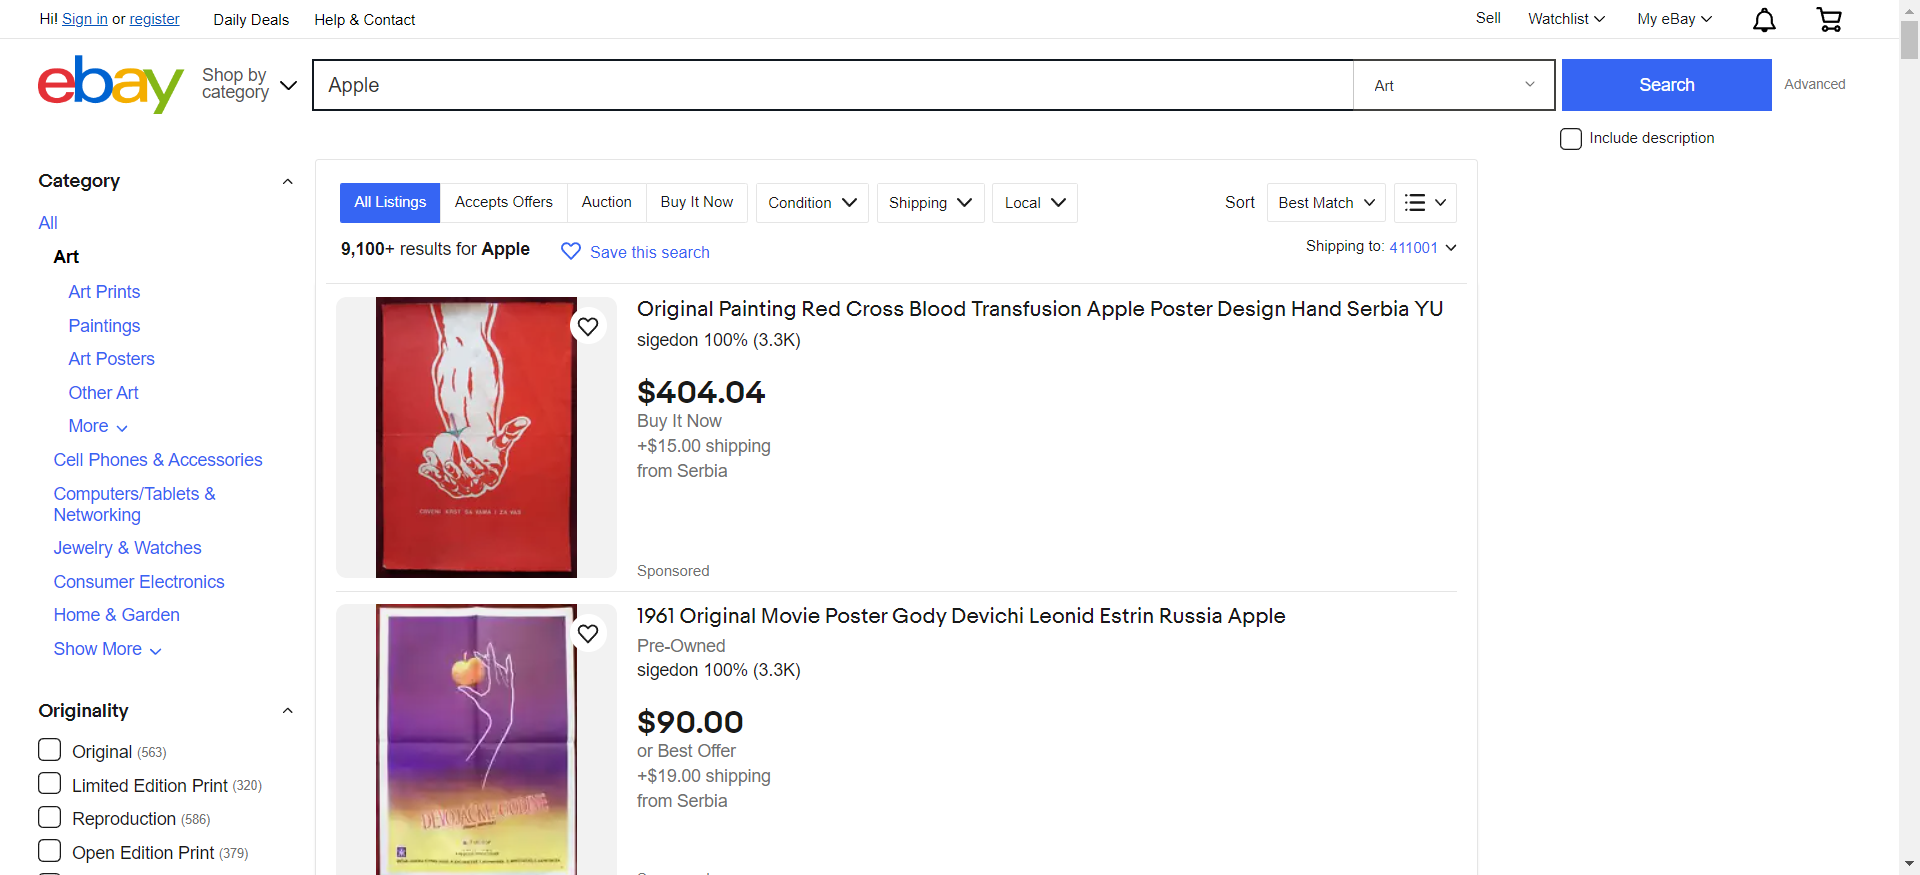 Hi! Sign in or register
Daily Deals
Help & Contact
Sell
Watchlist
My eBay
ebay
Shop by category
Apple
Art
Search
Advanced
Include description
Category
All
Art
Art Prints
Paintings
Art Posters
Other Art
More
Cell Phones & Accessories
Computers/Tablets &
Networking
Jewelry & Watches
Consumer Electronics
Home & Garden
Show More
Originality
Original (563)
Limited Edition Print (320)
Reproduction (586)
Open Edition Print (379)
All Listings
Accepts Offers
Auction
Buy It Now
Condition
Shipping
Local
Sort
Best Match
9,100+ results for Apple
Save this search
Shipping to: 411001
CRVENI KRST SA VAMA I ZA VAS
Original Painting Red Cross Blood Transfusion Apple Poster Design Hand Serbia YU
sigedon 100% (3.3K)
$404.04
Buy It Now
+$15.00 shipping
from Serbia
Sponsored
DEVOJAČKE GODINE
1961 Original Movie Poster Gody Devichi Leonid Estrin Russia Apple
Pre-Owned
sigedon 100% (3.3K)
$90.00
or Best Offer
+$19.00 shipping
from Serbia